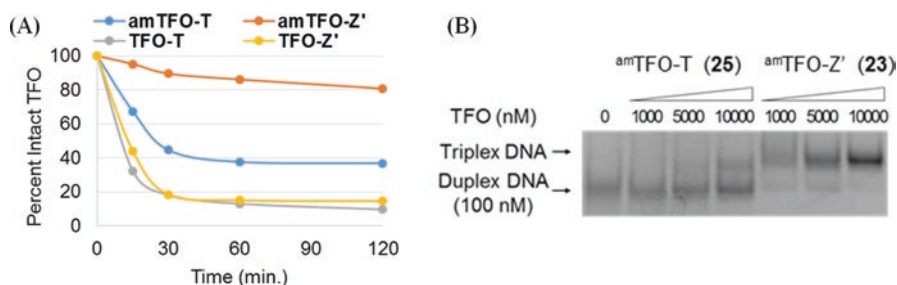 (A)
amTFO-T amTFO-Z'
TFO-T TFO-Z'
Percent Intact TFO
100
80
60
40
20
0
0 30 60 90 120
Time (min.)
(B)
amTFO-T (25) amTFO-Z' (23)
TFO (nM) 0 1000 5000 10000 1000 5000 10000
Triplex DNA
Duplex DNA
(100 nM)